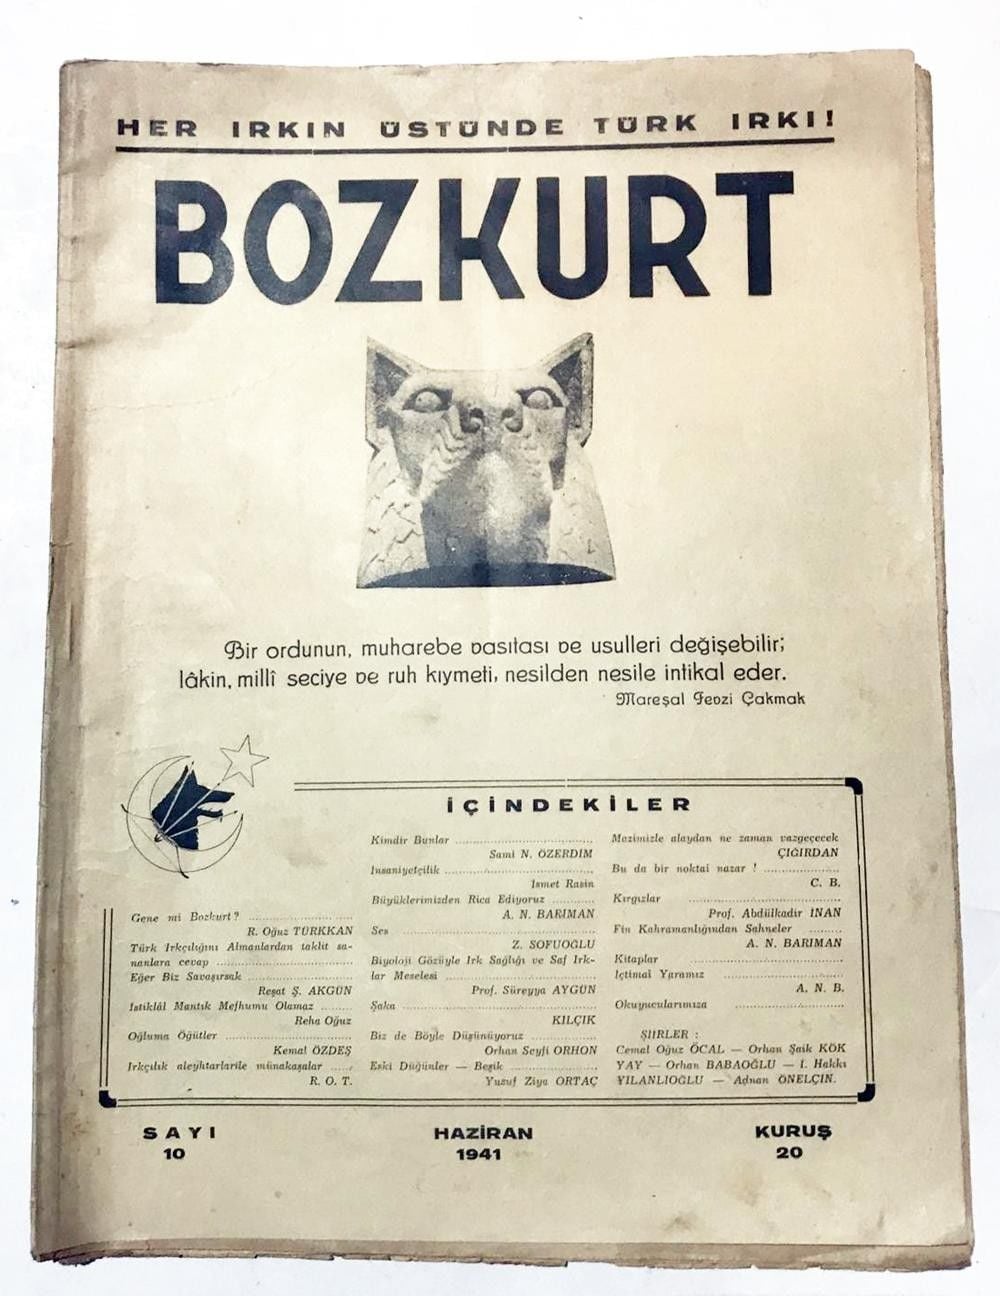 HER IRKIN ÜSTÜNDE TÜRK IRKI!
BOZKURT
Bir ordunun, muharebe vasıtası ve usulleri değişebilir;
lâkin, millî seciye ve ruh kıymeti, nesilden nesile intikal eder.
Mareşal Fevzi Çakmak
İÇİNDEKİLER
Gene mi Bozkurt? ....................
R. Oğuz TÜRKKAN
Türk Irkçılığını Almanlardan taklit sa-
nanlara cevap ....................
Eğer Biz Savaşırsak ....................
Reşat Ş. AKGÜN
İstiklâl Mantık Mefhumu Olamaz ........
Reha Oğuz
Oğluma Öğütler ....................
Kemal ÖZDEŞ
Irkçılık aleyhtarlarile münakaşalar .....
R. O. T.
Kimdir Bunlar ....................
Sami N. ÖZERDİM
İnsaniyetçilik ....................
İsmet Rasin
Büyüklerimizden Rica Ediyoruz ..........
A. N. BARIMAN
Ses ....................
Z. SOFUOĞLU
Biyoloji Gözüyle Irk Sağlığı ve Saf Irk-
lar Meselesi ....................
Prof. Süreyya AYGÜN
Şaka ....................
KILÇIK
Biz de Böyle Düşünüyoruz ..............
Orhan Seyfi ORHON
Eski Düğünler — Beşik ....................
Yusuf Ziya ORTAÇ
Mazimizle alaydan ne zaman vazgeçecek
ÇIĞIRDAN
Bu da bir noktai nazar ! ...............
C. B.
Kırgızlar ....................
Prof. Abdülkadir İNAN
Fin Kahramanlığından Sahneler ........
A. N. BARIMAN
Kitaplar ....................
İçtimaî Yaramız ....................
A. N. B.
Okuyucularımıza ....................
ŞİİRLER :
Cemal Oğuz ÖCAL — Orhan Şaik KÖK
YAY — Orhan BABAOĞLU — İ. Hakkı
YILANLIOĞLU — Adnan ÖNELÇİN.
SAYI
10
HAZİRAN
1941
KURUŞ
20